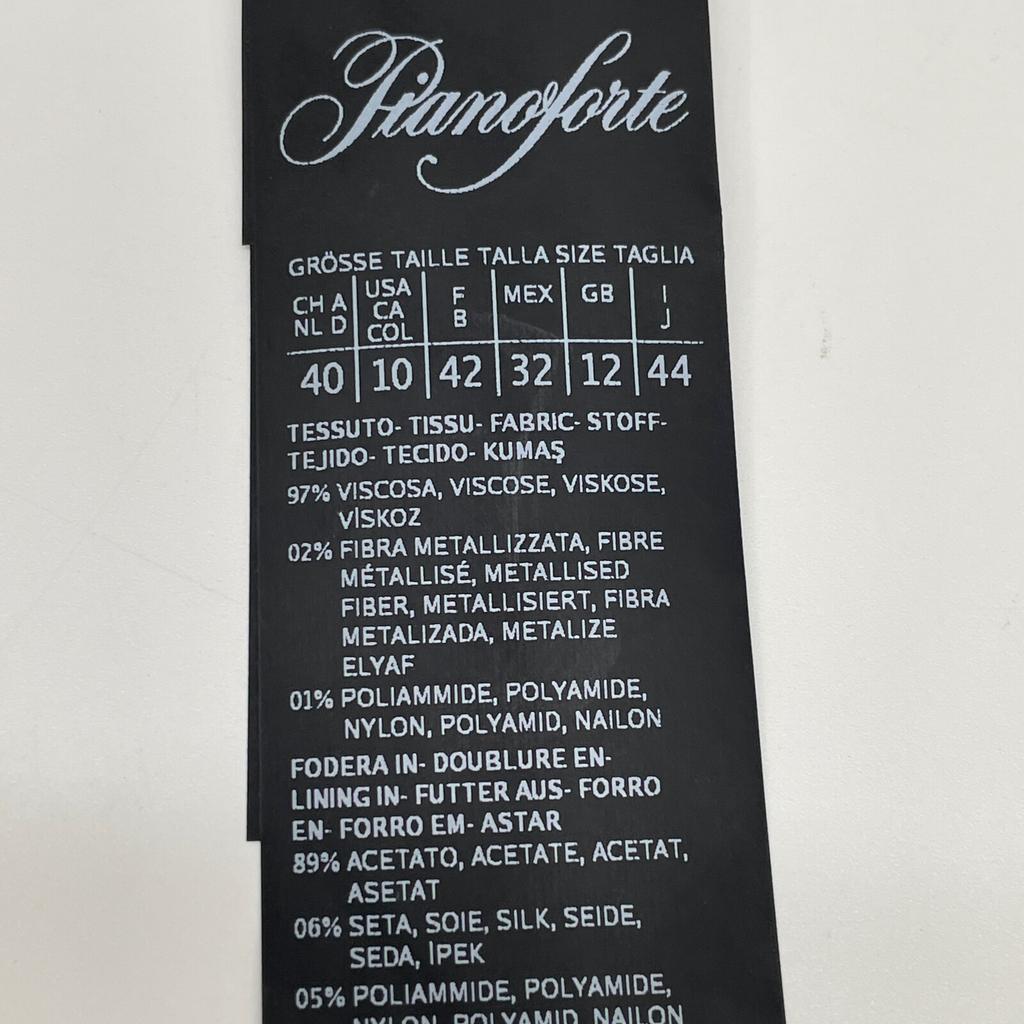 Pianoforte
GRÖSSE TAILLE TALLA SIZE TAGLIA
CH A NL D | USA CA COL | F B | MEX | GB | I J
40 | 10 | 42 | 32 | 12 | 44
TESSUTO- TISSU- FABRIC- STOFF-
TEJIDO- TECIDO- KUMAŞ
97% VISCOSA, VISCOSE, VISKOSE,
VİSKOZ
02% FIBRA METALLIZZATA, FIBRE
MÉTALLISÉ, METALLISED
FIBER, METALLISIERT, FIBRA
METALIZADA, METALIZE
ELYAF
01% POLIAMMIDE, POLYAMIDE,
NYLON, POLYAMID, NAILON
FODERA IN- DOUBLURE EN-
LINING IN- FUTTER AUS- FORRO
EN- FORRO EM- ASTAR
89% ACETATO, ACETATE, ACETAT,
ASETAT
06% SETA, SOIE, SILK, SEIDE,
SEDA, İPEK
05% POLIAMMIDE, POLYAMIDE,
NYLON, POLYAMID, NAILON